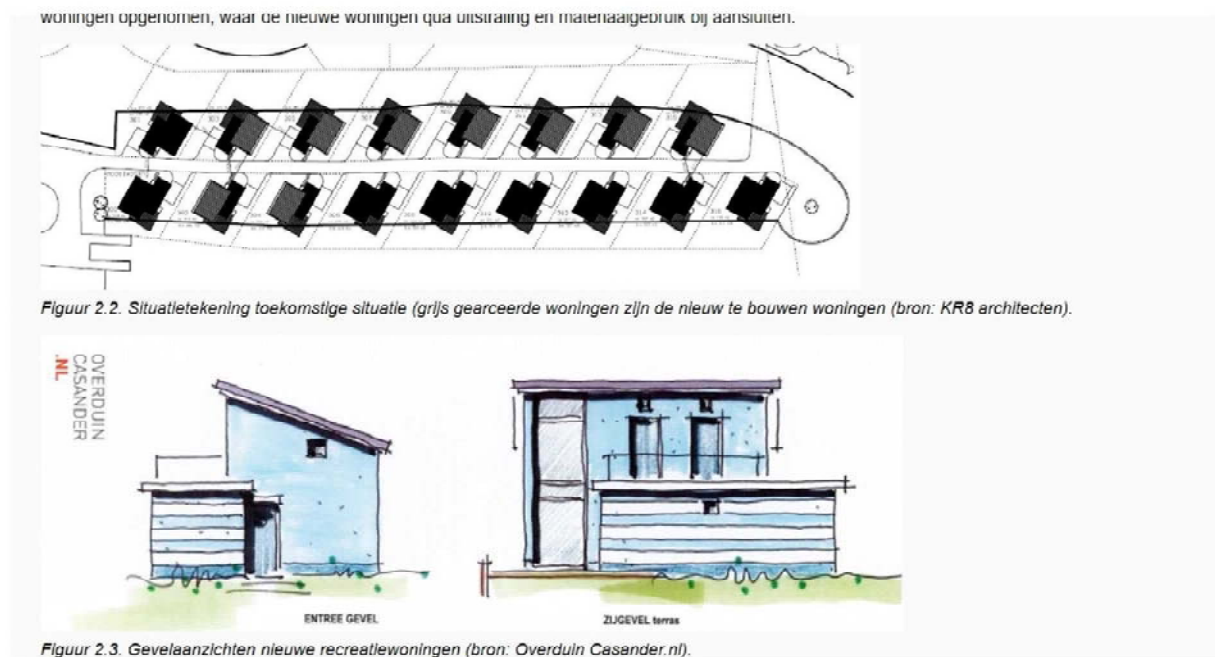 woningen opgenomen, waar de nieuwe woningen qua uitstraling en materiaalgebruik bij aansluiten.
Figuur 2.2. Situatietekening toekomstige situatie (grijs gearceerde woningen zijn de nieuw te bouwen woningen (bron: KR8 architecten).
OVERDUIN
CASANDER
.NL
ENTREE GEVEL
ZIJGEVEL terras
Figuur 2.3. Gevelaanzichten nieuwe recreatiewoningen (bron: Overduin Casander.nl).